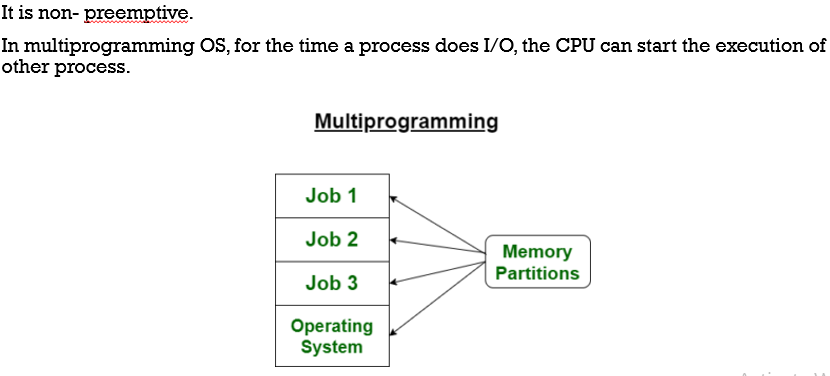 It is non- preemptive.
In multiprogramming OS, for the time a process does I/O, the CPU can start the execution of
other process.
Multiprogramming
Job 1
Job 2
Job 3
Operating
System
Memory
Partitions